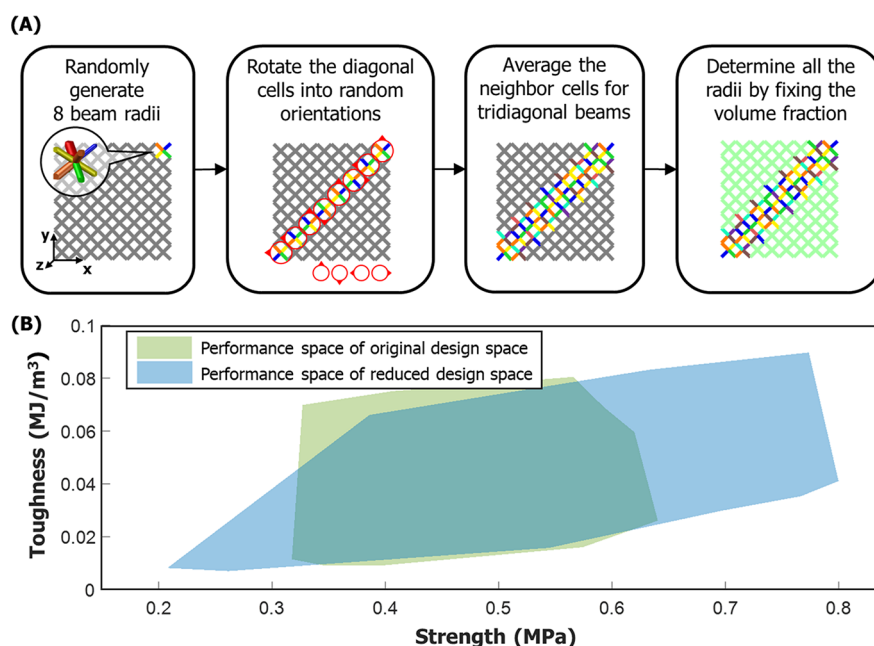 (A)
Randomly
generate
8 beam radii
y
z
x
Rotate the diagonal
cells into random
orientations
Average the
neighbor cells for
tridiagonal beams
Determine all the
radii by fixing the
volume fraction
(B)
Performance space of original design space
Performance space of reduced design space
Toughness (MJ/m³)
0.1
0.08
0.06
0.04
0.02
0
0.2
0.3
0.4
0.5
0.6
0.7
0.8
Strength (MPa)